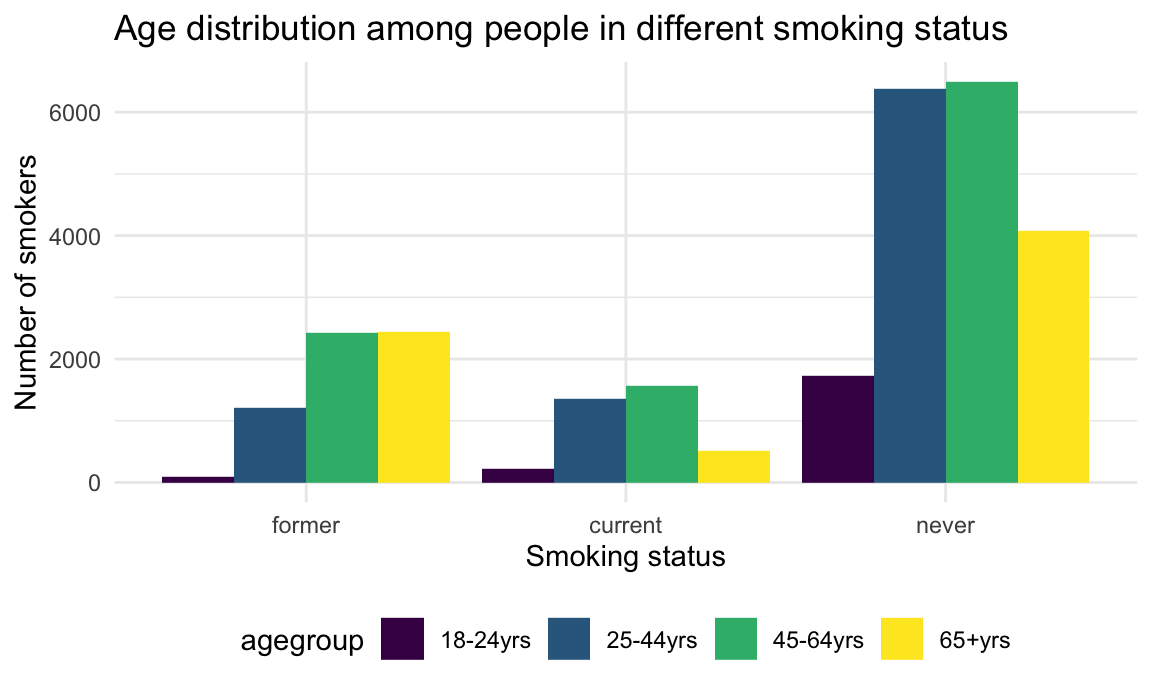 Age distribution among people in different smoking status
Number of smokers
6000
4000
2000
0
former current never
Smoking status
agegroup 18-24yrs 25-44yrs 45-64yrs 65+yrs